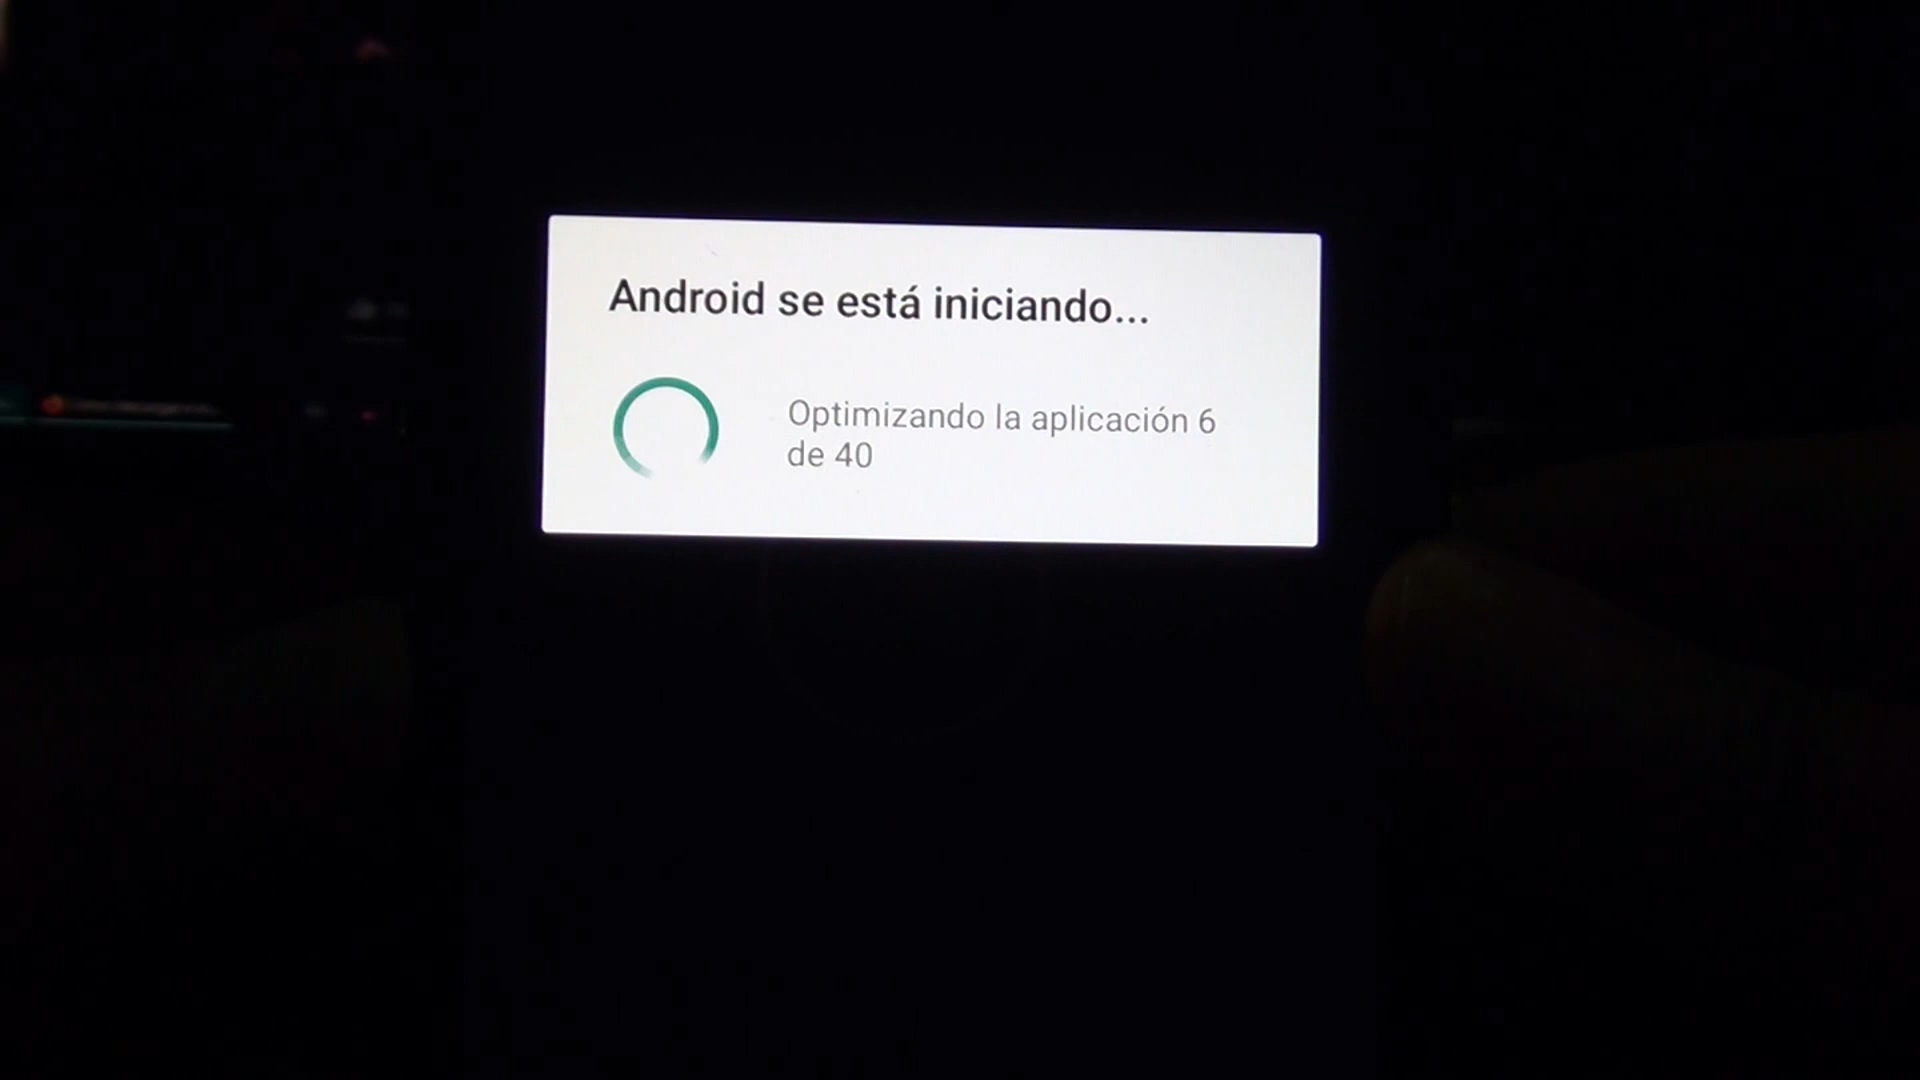 Android se está iniciando...
Optimizando la aplicación 6
de 40